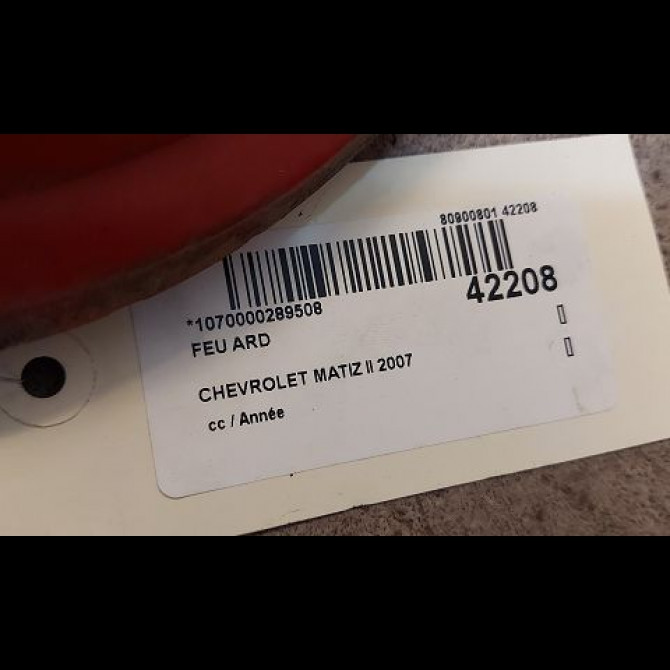 80900801 42208
42208
*1070000289508
FEU ARD
CHEVROLET MATIZ II 2007
cc / Année